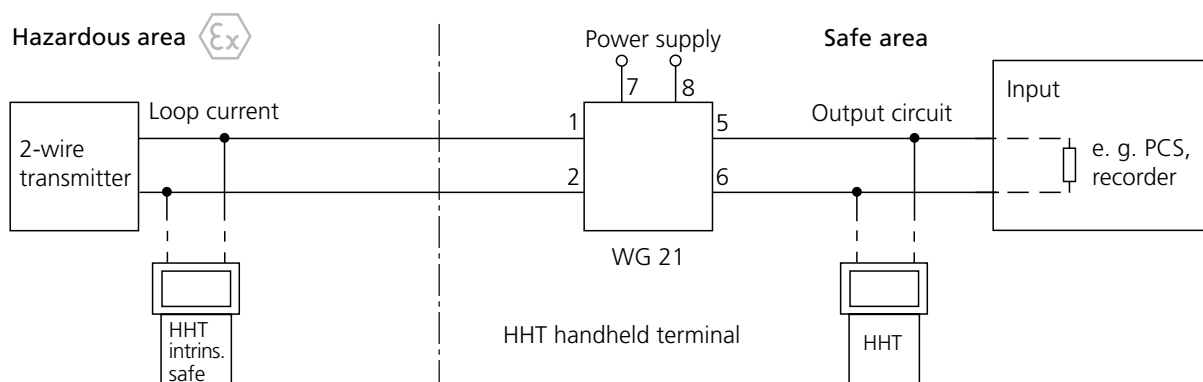 Hazardous area
Ex
Power supply
Safe area
7
8
Input
Loop current
1
5
Output circuit
2-wire
transmitter
2
6
e. g. PCS,
recorder
WG 21
HHT
intrins.
safe
HHT handheld terminal
HHT